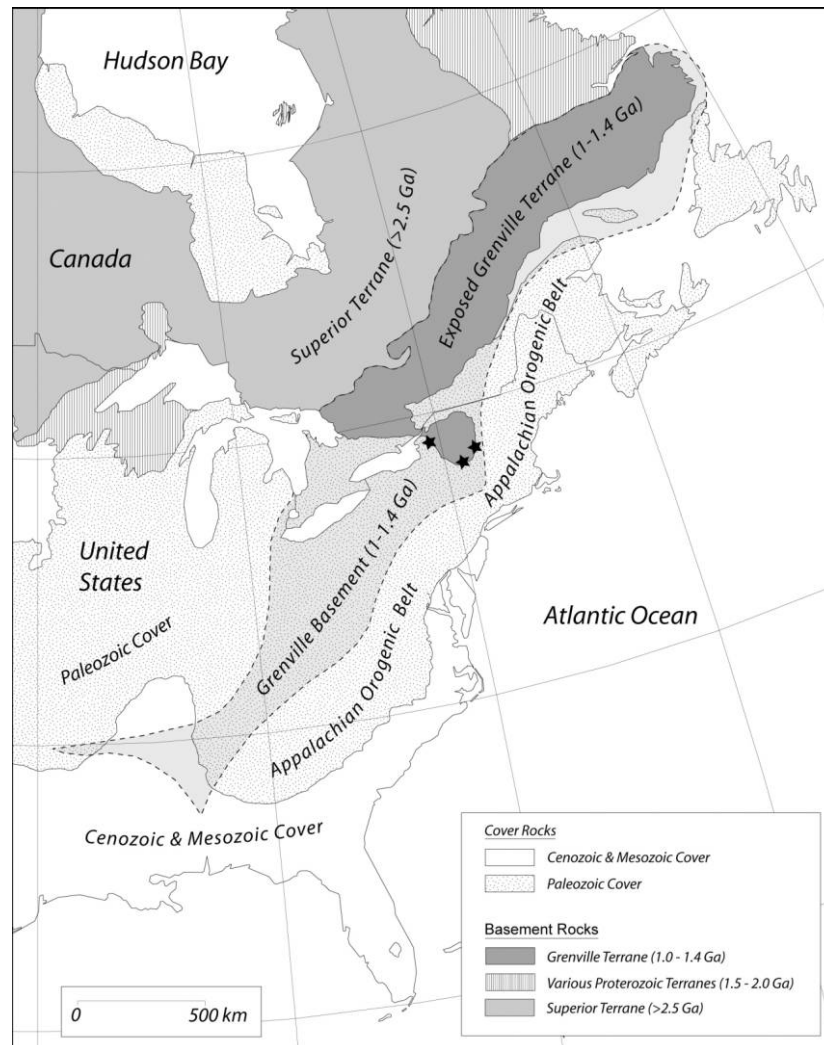 Hudson Bay
Canada
Superior Terrane (>2.5 Ga)
Exposed Grenville Terrane (1-1.4 Ga)
Appalachian Orogenic Belt
United
States
Paleozoic Cover
Grenville Basement (1-1.4 Ga)
Appalachian Orogenic Belt
Atlantic Ocean
Cenozoic & Mesozoic Cover
Cover Rocks
Cenozoic & Mesozoic Cover
Paleozoic Cover
Basement Rocks
Grenville Terrane (1.0 - 1.4 Ga)
Various Proterozoic Terranes (1.5 - 2.0 Ga)
Superior Terrane (>2.5 Ga)
0 500 km